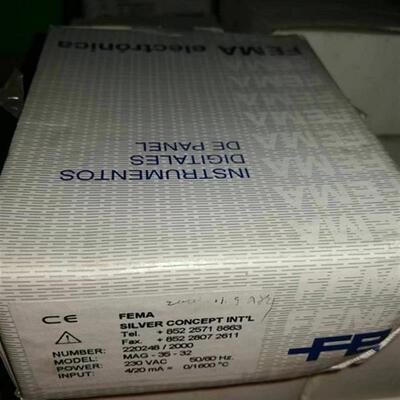 FEMA electrónica
INSTRUMENTOS
DIGITALES
DE PANEL
FEMA
SILVER CONCEPT INT'L
Tel. + 852 2571 8663
Fax. + 852 2807 2611
NUMBER: 220248 / 2000
MODEL: MAG - 35 - 32
POWER: 230 VAC 50/60 Hz.
INPUT: 4/20 mA = 0/1600 °C
CE